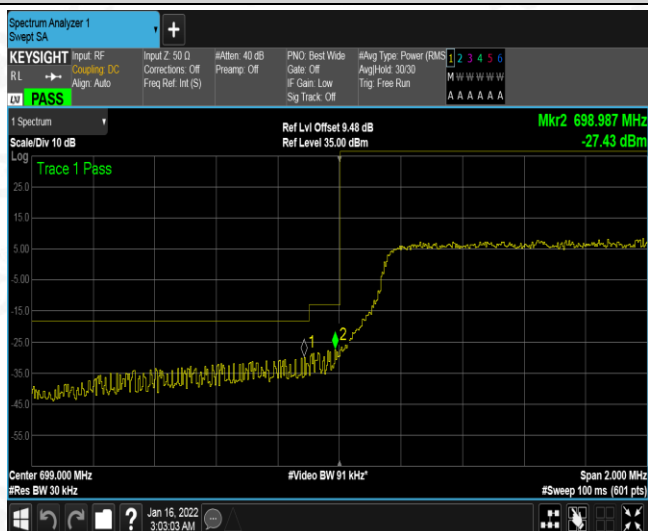 Spectrum Analyzer 1
Swept SA
+
KEYSIGHT
RL
LXI PASS
Input: RF
Coupling: DC
Align: Auto
Input Z: 50 Ω
Corrections: Off
Freq Ref: Int (S)
#Atten: 40 dB
Preamp: Off
PNO: Best Wide
Gate: Off
IF Gain: Low
Sig Track: Off
#Avg Type: Power (RMS
Avg|Hold: 30/30
Trig: Free Run
1 2 3 4 5 6
M W W W W W
A A A A A A
1 Spectrum
Scale/Div 10 dB
Ref Lvl Offset 9.48 dB
Ref Level 35.00 dBm
Mkr2 698.987 MHz
-27.43 dBm
Log
Trace 1 Pass
25.0
15.0
5.00
-5.00
-15.0
-25.0
-35.0
-45.0
-55.0
1
2
Center 699.000 MHz
#Res BW 30 kHz
#Video BW 91 kHz*
Span 2.000 MHz
#Sweep 100 ms (601 pts)
?
Jan 16, 2022
3:03:03 AM